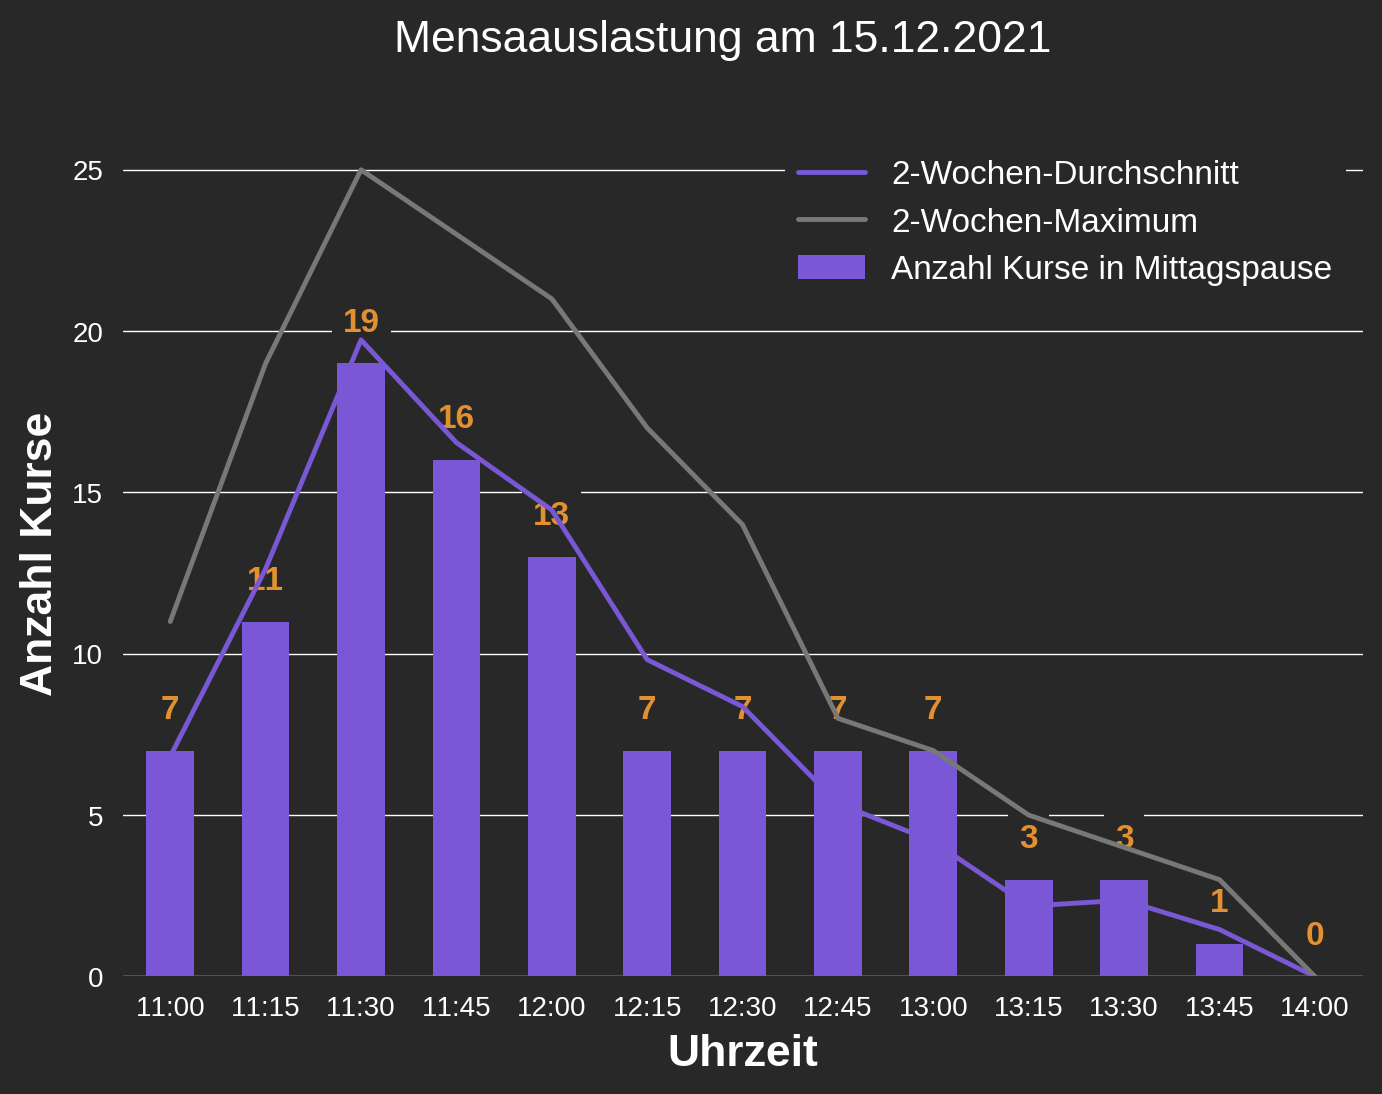 Mensaauslastung am 15.12.2021
2-Wochen-Durchschnitt
2-Wochen-Maximum
Anzahl Kurse in Mittagspause
Anzahl Kurse
25
20
15
10
5
0
7
11
19
16
13
7
7
7
7
3
3
1
0
11:00 11:15 11:30 11:45 12:00 12:15 12:30 12:45 13:00 13:15 13:30 13:45 14:00
Uhrzeit